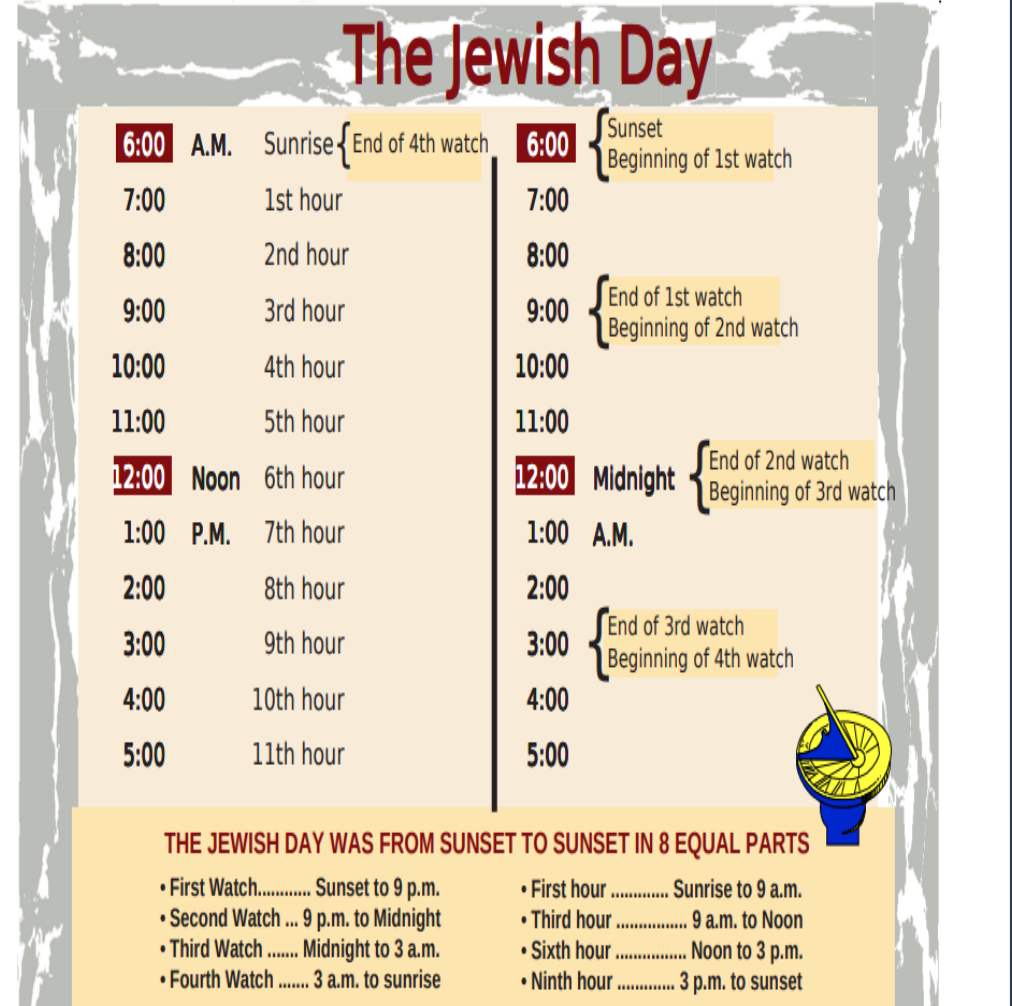 The Jewish Day
6:00 A.M. Sunrise { End of 4th watch
7:00 1st hour
8:00 2nd hour
9:00 3rd hour
10:00 4th hour
11:00 5th hour
12:00 Noon 6th hour
1:00 P.M. 7th hour
2:00 8th hour
3:00 9th hour
4:00 10th hour
5:00 11th hour
6:00 { Sunset
Beginning of 1st watch
7:00
8:00
9:00 { End of 1st watch
Beginning of 2nd watch
10:00
11:00
12:00 Midnight { End of 2nd watch
Beginning of 3rd watch
1:00 A.M.
2:00
3:00 { End of 3rd watch
Beginning of 4th watch
4:00
5:00
THE JEWISH DAY WAS FROM SUNSET TO SUNSET IN 8 EQUAL PARTS
• First Watch............ Sunset to 9 p.m.
• Second Watch ... 9 p.m. to Midnight
• Third Watch ....... Midnight to 3 a.m.
• Fourth Watch ....... 3 a.m. to sunrise
• First hour ............. Sunrise to 9 a.m.
• Third hour ................ 9 a.m. to Noon
• Sixth hour ................ Noon to 3 p.m.
• Ninth hour ............. 3 p.m. to sunset